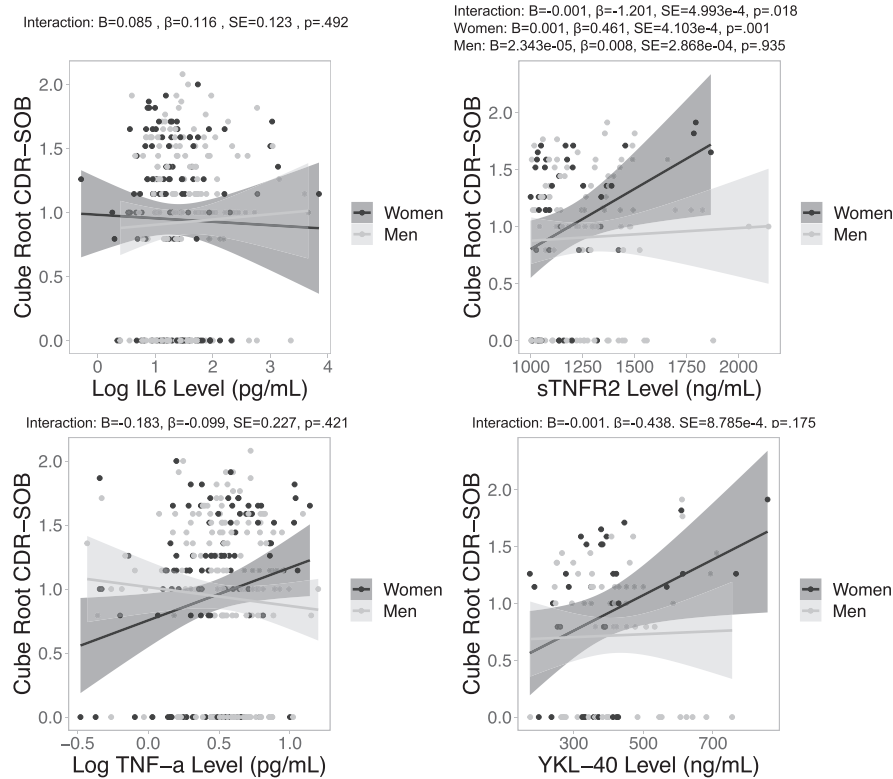 Interaction: B=0.085 , β=0.116 , SE=0.123 , p=.492
Cube Root CDR−SOB
2.0
1.5
1.0
0.5
0.0
0
1
2
3
4
Log IL6 Level (pg/mL)
Women
Men
Interaction: B=-0.001, β=-1.201, SE=4.993e-4, p=.018
Women: B=0.001, β=0.461, SE=4.103e-4, p=.001
Men: B=2.343e-05, β=0.008, SE=2.868e-04, p=.935
Cube Root CDR−SOB
2.0
1.5
1.0
0.5
0.0
1000
1250
1500
1750
2000
sTNFR2 Level (ng/mL)
Women
Men
Interaction: B=-0.183, β=-0.099, SE=0.227, p=.421
Cube Root CDR−SOB
2.0
1.5
1.0
0.5
0.0
−0.5
0.0
0.5
1.0
Log TNF−a Level (pg/mL)
Women
Men
Interaction: B=-0.001, β=-0.438, SE=8.785e-4, p=.175
Cube Root CDR−SOB
2.0
1.5
1.0
0.5
0.0
300
500
700
YKL−40 Level (ng/mL)
Women
Men